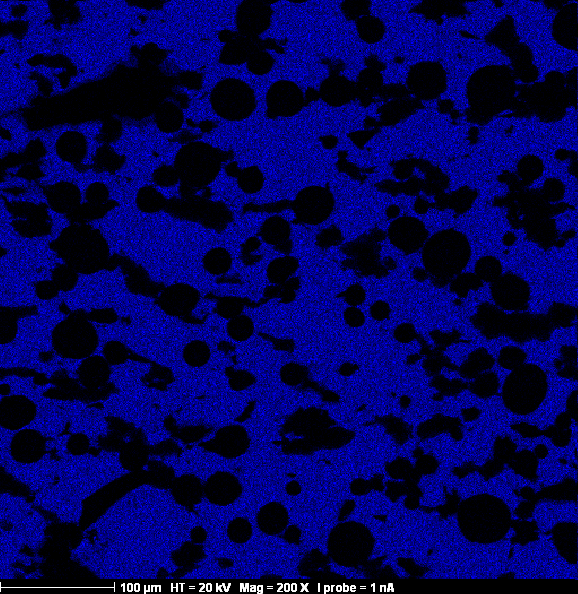 100 µm HT = 20 kV Mag = 200 X I probe = 1 nA